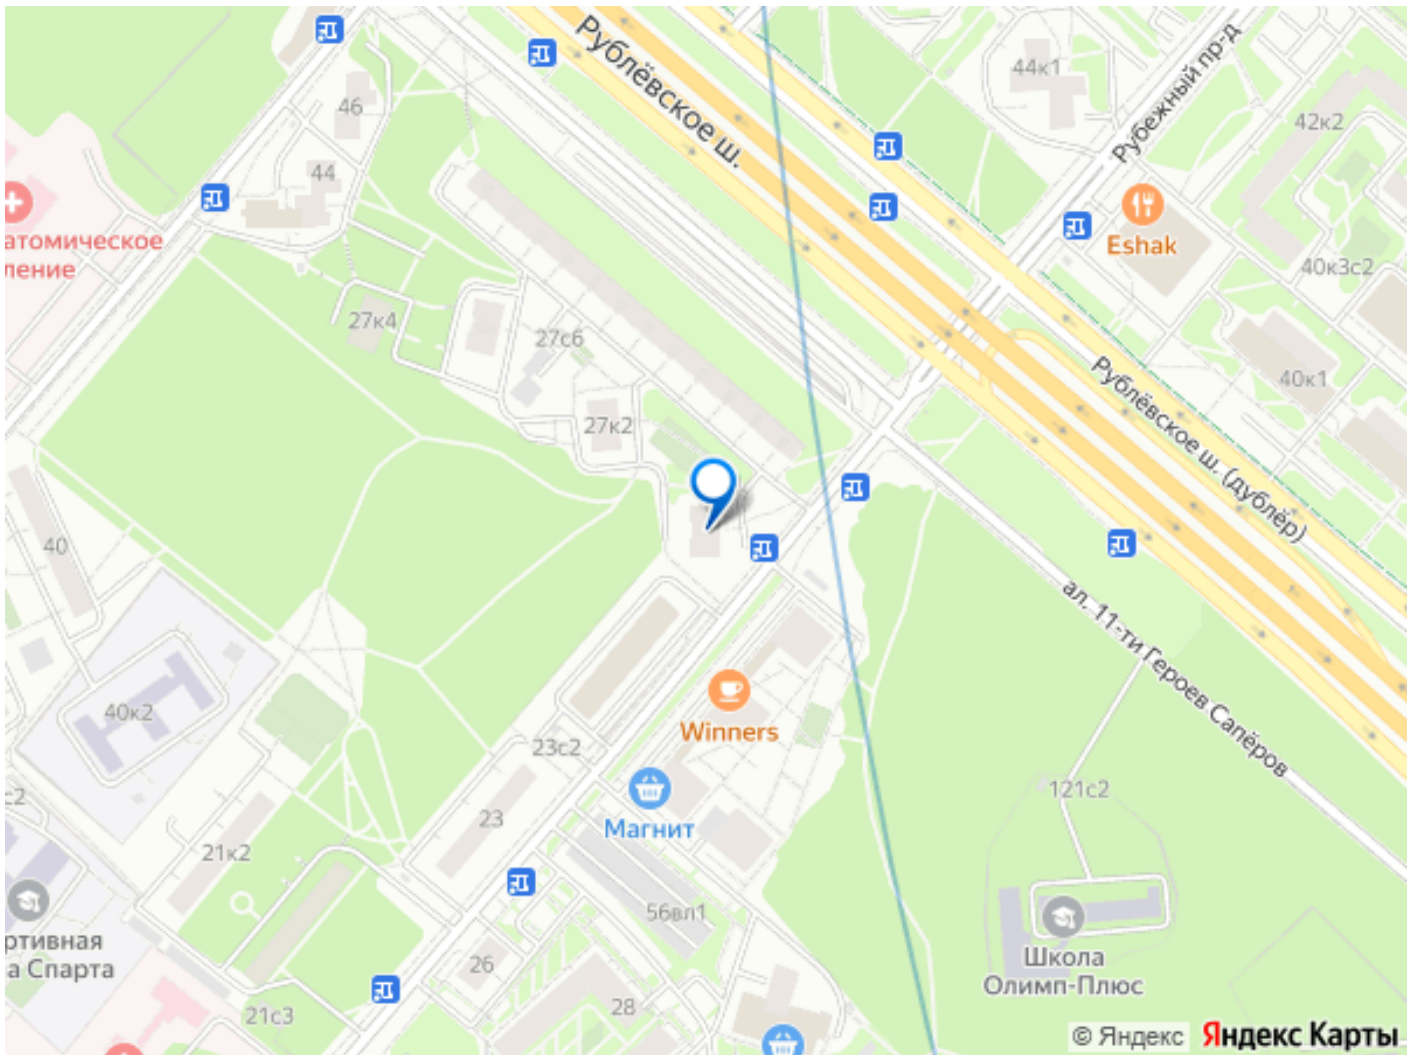 Рублёвское ш.
44к1
Рубежный пр-д
42к2
46
44
Eshak
40к3с2
атомическое
ление
27к4
27с6
40к1
27к2
Рублёвское ш. (дублёр)
40
ал. 11-ти Героев Сапёров
40к2
Winners
23с2
121с2
с2
Магнит
23
21к2
56вл1
ртивная
а Спарта
26
Школа
Олимп-Плюс
28
21с3
© Яндекс Яндекс Карты